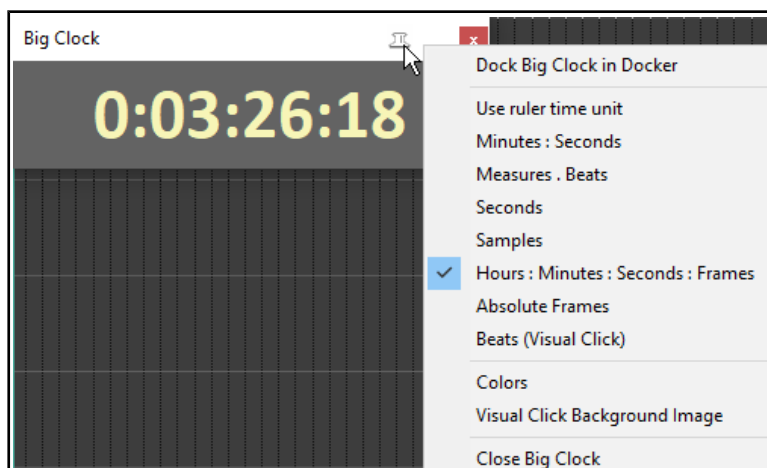 Big Clock
x
0:03:26:18
Dock Big Clock in Docker
Use ruler time unit
Minutes : Seconds
Measures . Beats
Seconds
Samples
Hours : Minutes : Seconds : Frames
Absolute Frames
Beats (Visual Click)
Colors
Visual Click Background Image
Close Big Clock